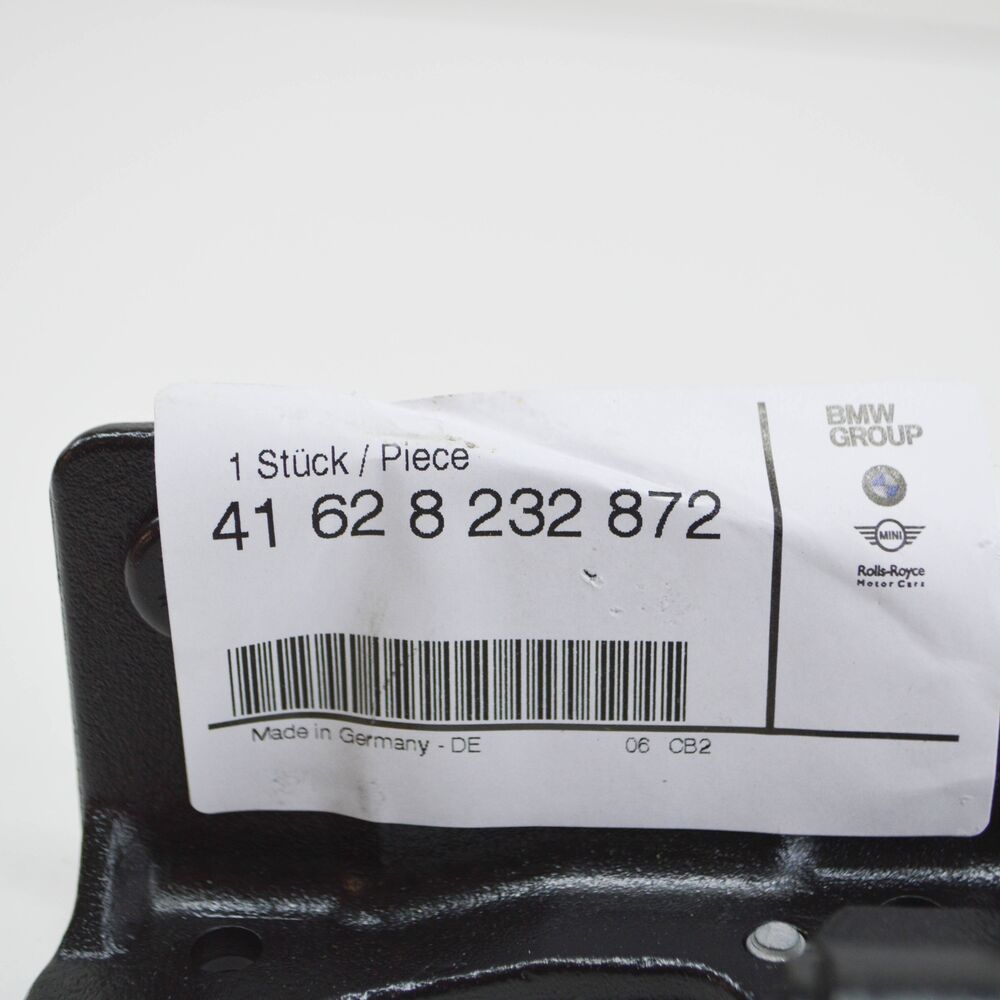 1 Stück / Piece
41 62 8 232 872
Made in Germany - DE
06 CB2
BMW
GROUP
MINI
Rolls-Royce
Motor Cars